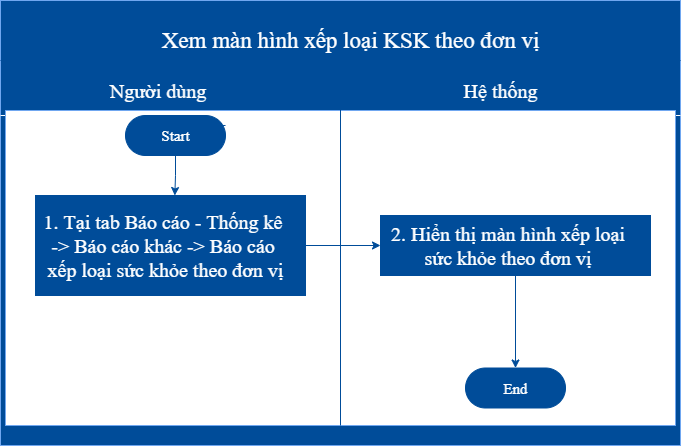 Xem màn hình xếp loại KSK theo đơn vị
Người dùng
Hệ thống
Start
1. Tại tab Báo cáo - Thống kê
-> Báo cáo khác -> Báo cáo
xếp loại sức khỏe theo đơn vị
2. Hiển thị màn hình xếp loại
sức khỏe theo đơn vị
End